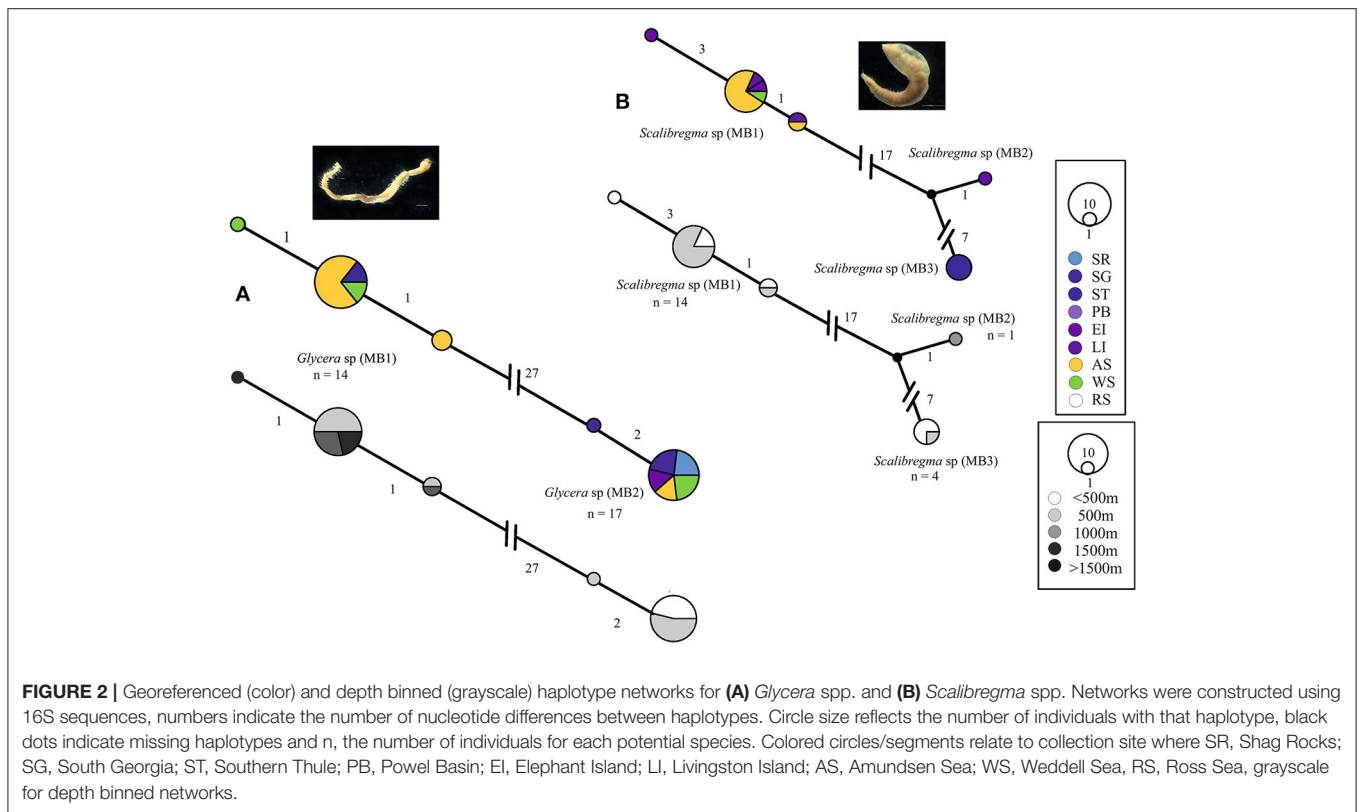 3
B
1
Scalibregma sp (MB1)
17
Scalibregma sp (MB2)
1
7
Scalibregma sp (MB3)
3
1
Scalibregma sp (MB1)
n = 14
17
Scalibregma sp (MB2)
n = 1
1
7
Scalibregma sp (MB3)
n = 4
1
A
1
Glycera sp (MB1)
n = 14
27
2
Glycera sp (MB2)
n = 17
1
1
27
2
10
1
SR
SG
ST
PB
EI
LI
AS
WS
RS
10
1
<500m
500m
1000m
1500m
>1500m
FIGURE 2 | Georeferenced (color) and depth binned (grayscale) haplotype networks for (A) Glycera spp. and (B) Scalibregma spp. Networks were constructed using
16S sequences, numbers indicate the number of nucleotide differences between haplotypes. Circle size reflects the number of individuals with that haplotype, black
dots indicate missing haplotypes and n, the number of individuals for each potential species. Colored circles/segments relate to collection site where SR, Shag Rocks;
SG, South Georgia; ST, Southern Thule; PB, Powel Basin; EI, Elephant Island; LI, Livingston Island; AS, Amundsen Sea; WS, Weddell Sea, RS, Ross Sea, grayscale
for depth binned networks.